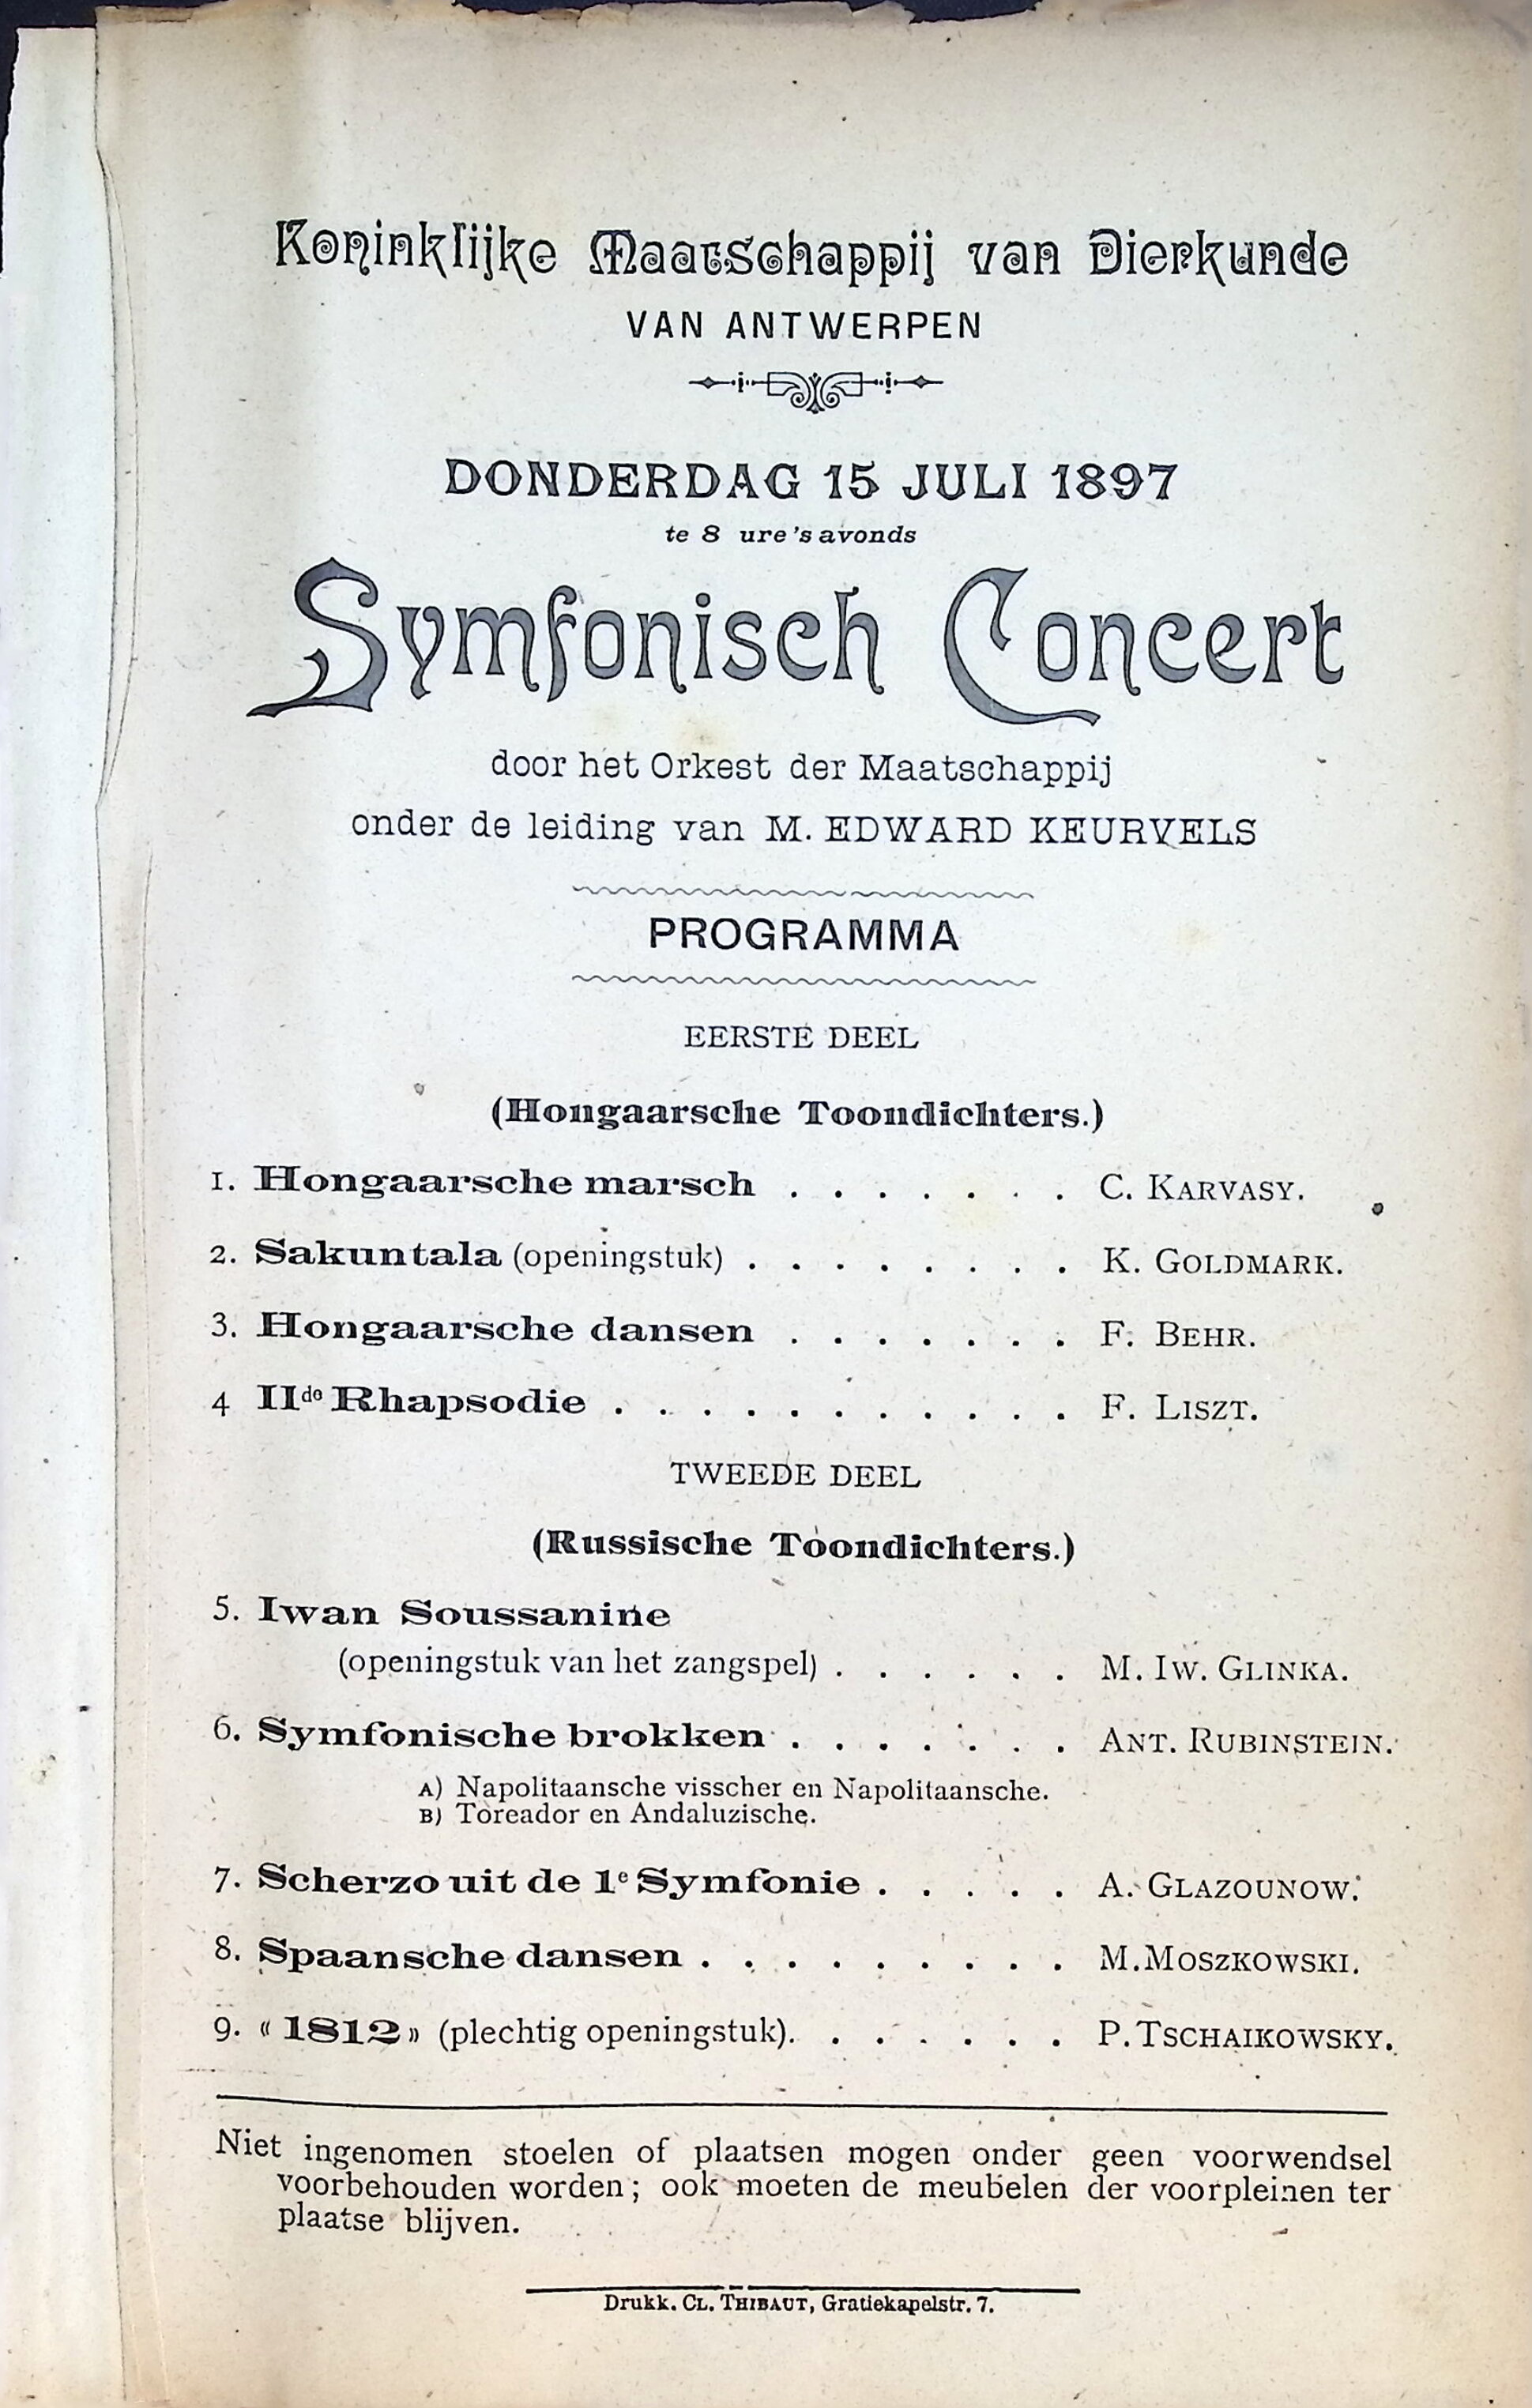 Koninklijke Maatschappij van Dierkunde
VAN ANTWERPEN
DONDERDAG 15 JULI 1897
te 8 ure 's avonds
Symfonisch Concert
door het Orkest der Maatschappij
onder de leiding van M. EDWARD KEURVELS
PROGRAMMA
EERSTE DEEL
(Hongaarsche Toondichters.)
1. Hongaarsche marsch . . . . . . . C. KARVASY.
2. Sakuntala (openingstuk) . . . . . . . . K. GOLDMARK.
3. Hongaarsche dansen . . . . . . . F. BEHR.
4 IIde Rhapsodie . . . . . . . . . . . F. LISZT.
TWEEDE DEEL
(Russische Toondichters.)
5. Iwan Soussanine
(openingstuk van het zangspel) . . . . . . M. IW. GLINKA.
6. Symfonische brokken . . . . . . . ANT. RUBINSTEIN.
A) Napolitaansche visscher en Napolitaansche.
B) Toreador en Andaluzische.
7. Scherzo uit de 1e Symfonie . . . . . A. GLAZOUNOW.
8. Spaansche dansen . . . . . . . . . M. MOSZKOWSKI.
9. « 1812 » (plechtig openingstuk). . . . . . . P. TSCHAIKOWSKY.
Niet ingenomen stoelen of plaatsen mogen onder geen voorwendsel
voorbehouden worden ; ook moeten de meubelen der voorpleinen ter
plaatse blijven.
Drukk. CL. THIBAUT, Gratiekapelstr. 7.